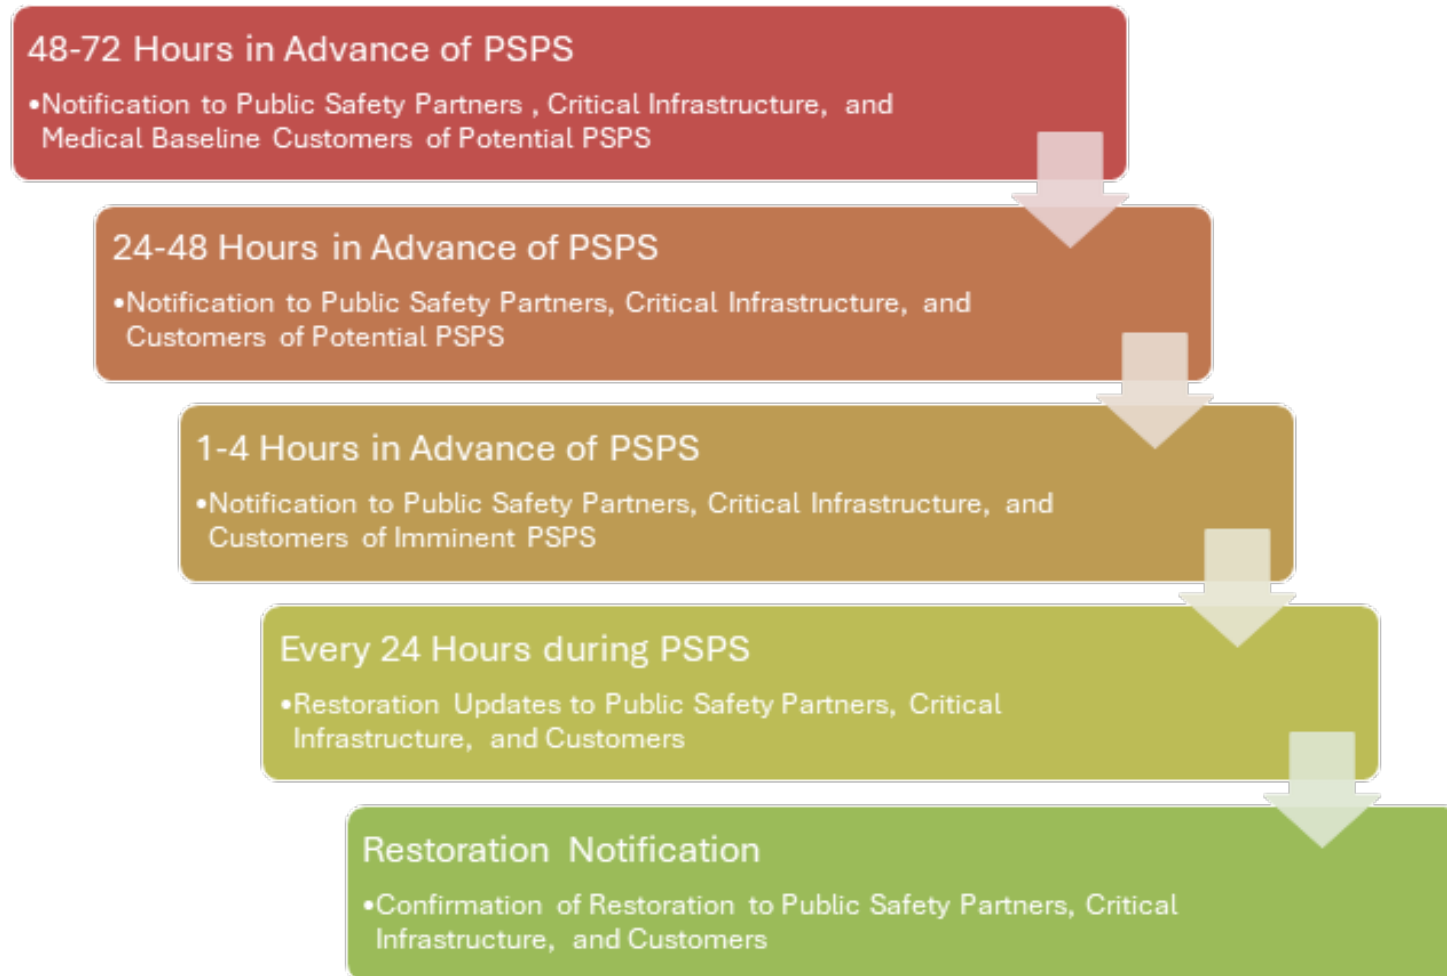 48-72 Hours in Advance of PSPS
•Notification to Public Safety Partners , Critical Infrastructure, and
Medical Baseline Customers of Potential PSPS
24-48 Hours in Advance of PSPS
•Notification to Public Safety Partners, Critical Infrastructure, and
Customers of Potential PSPS
1-4 Hours in Advance of PSPS
•Notification to Public Safety Partners, Critical Infrastructure, and
Customers of Imminent PSPS
Every 24 Hours during PSPS
•Restoration Updates to Public Safety Partners, Critical
Infrastructure, and Customers
Restoration Notification
•Confirmation of Restoration to Public Safety Partners, Critical
Infrastructure, and Customers